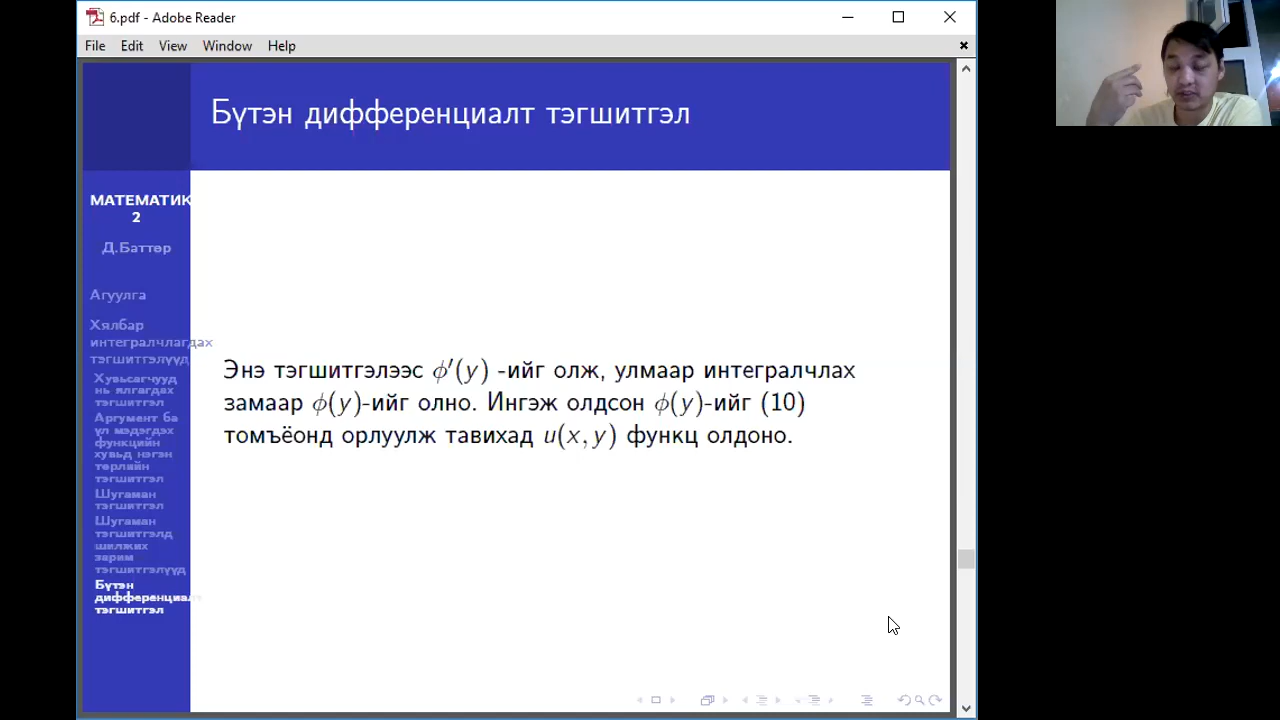 6.pdf - Adobe Reader
File Edit View Window Help
Бүтэн дифференциалт тэгшитгэл
МАТЕМАТИК
2
Д.Баттөр
Агуулга
Хялбар
интегралчлагдах
тэгшитгэлүүд
Хувьсагчууд
нь ялгагдах
тэгшитгэл
Аргумент ба
үл мэдэгдэх
функцийн
хувьд нэгэн
төрлийн
тэгшитгэл
Шугаман
тэгшитгэл
Шугаман
тэгшитгэлд
шилжих
зарим
тэгшитгэлүүд
Бүтэн
дифференциалт
тэгшитгэл
Энэ тэгшитгэлээс ϕ′(y) -ийг олж, улмаар интегралчлах
замаар ϕ(y)-ийг олно. Ингэж олдсон ϕ(y)-ийг (10)
томъёонд орлуулж тавихад u(x, y) функц олдоно.